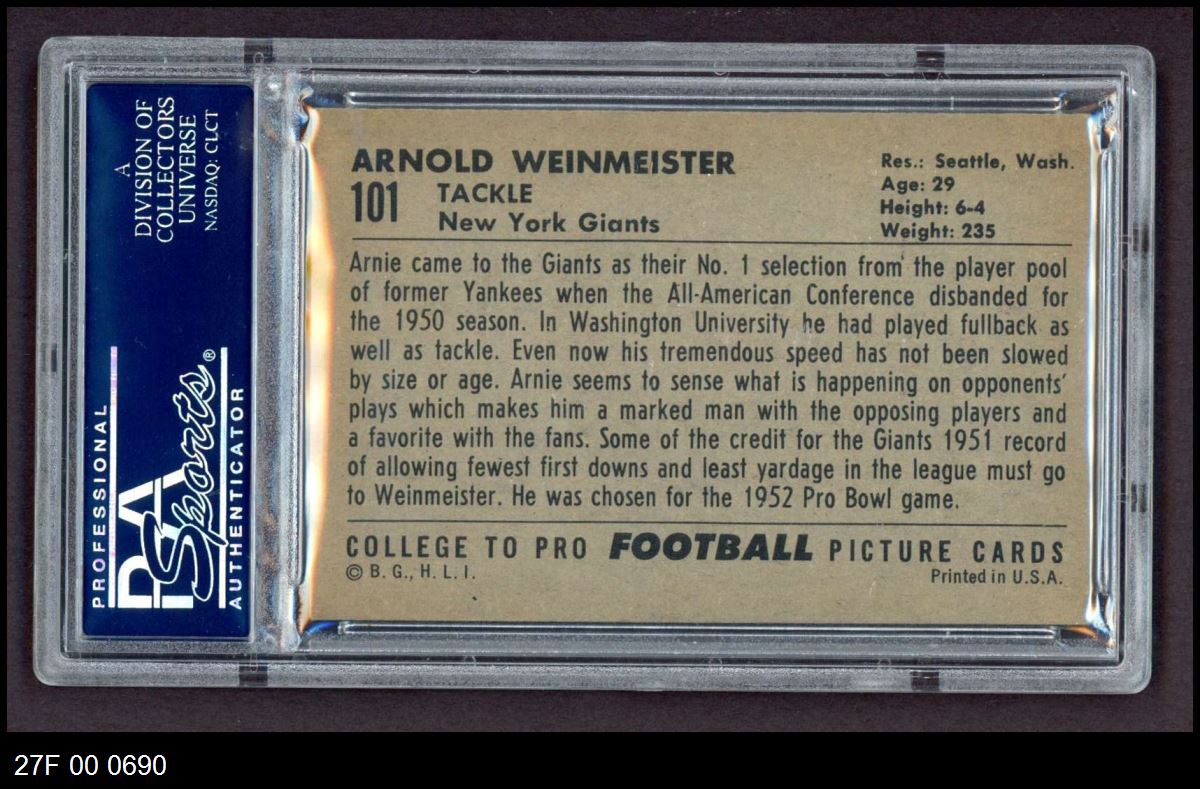 A
DIVISION OF
COLLECTORS
UNIVERSE
NASDAQ: CLCT
PROFESSIONAL
PSA
Sports®
AUTHENTICATOR
ARNOLD WEINMEISTER
101
TACKLE
New York Giants
Res.: Seattle, Wash.
Age: 29
Height: 6-4
Weight: 235
Arnie came to the Giants as their No. 1 selection from the player pool
of former Yankees when the All-American Conference disbanded for
the 1950 season. In Washington University he had played fullback as
well as tackle. Even now his tremendous speed has not been slowed
by size or age. Arnie seems to sense what is happening on opponents'
plays which makes him a marked man with the opposing players and
a favorite with the fans. Some of the credit for the Giants 1951 record
of allowing fewest first downs and least yardage in the league must go
to Weinmeister. He was chosen for the 1952 Pro Bowl game.
COLLEGE TO PRO FOOTBALL PICTURE CARDS
© B. G., H. L. I.
Printed in U.S.A.
27F 00 0690